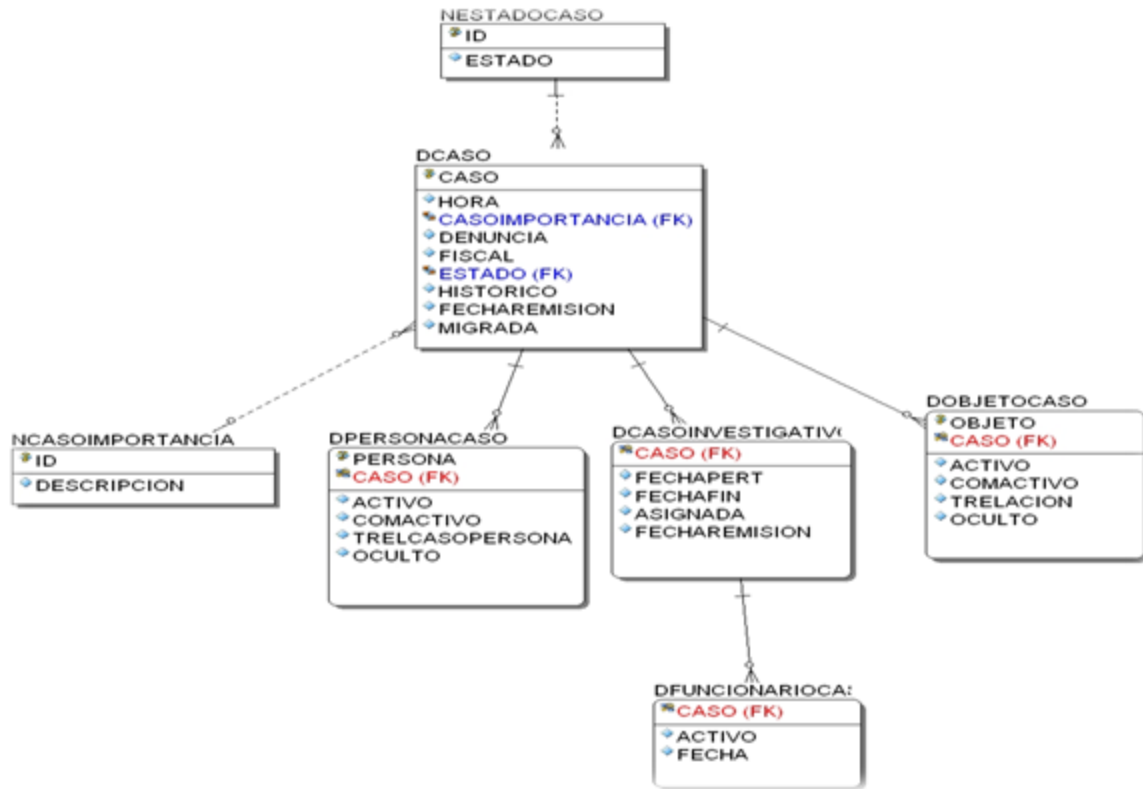 NESTADOCASO
ID
ESTADO
DCASO
CASO
HORA
CASOIMPORTANCIA (FK)
DENUNCIA
FISCAL
ESTADO (FK)
HISTORICO
FECHAREMISION
MIGRADA
NCASOIMPORTANCIA
ID
DESCRIPCION
DPERSONACASO
PERSONA
CASO (FK)
ACTIVO
COMACTIVO
TRELCASOPERSONA
OCULTO
DCASOINVESTIGATIV
CASO (FK)
FECHAPERT
FECHAFIN
ASIGNADA
FECHAREMISION
DOBJETOCASO
OBJETO
CASO (FK)
ACTIVO
COMACTIVO
TRELACION
OCULTO
DFUNCIONARIOCA
CASO (FK)
ACTIVO
FECHA